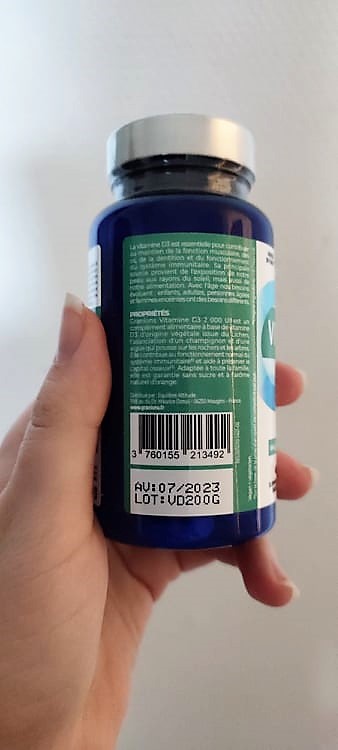 La vitamine D3 est essentielle pour contribuer
au maintien de la fonction musculaire, des
os, de la dentition et du fonctionnement
du système immunitaire. Sa principale
source provient de l'exposition de notre
peau aux rayons du soleil, mais aussi de
notre alimentation. Avec l'âge nos besoins
évoluent : enfants, adultes, personnes âgées
et femmes enceintes ont des besoins différents.
PROPRIÉTÉS
Granions Vitamine D3 2 000 UI est un
complément alimentaire à base de vitamine
D3 d'origine végétale issue du Lichen,
l'association d'un champignon et d'une
algue qui pousse sur les rochers et les arbres.
Elle contribue au fonctionnement normal du
système immunitaire et aide à préserver le
capital osseux. Adaptée à toute la famille,
elle est garantie sans sucre et à l'arôme
naturel d'orange.
Distribué par : Equilibre Attitude
www.granions.fr
3 760155 213492
AV:07/2023
LOT:VD200G